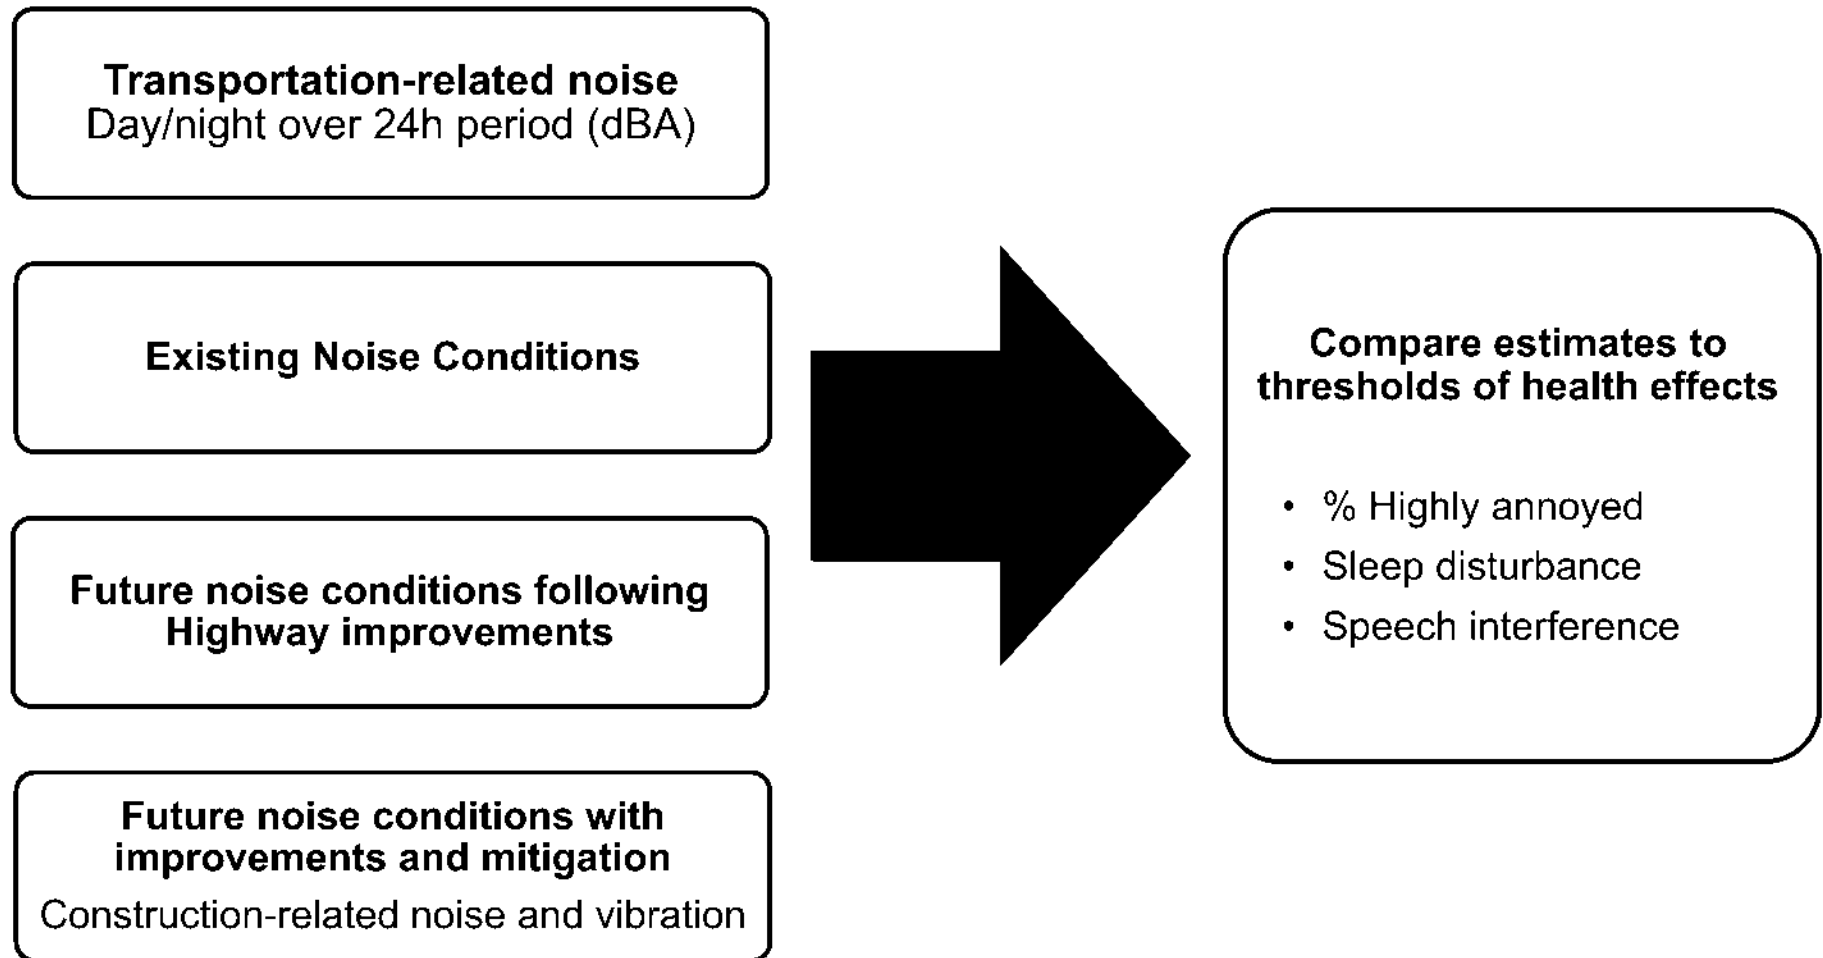 Transportation-related noise
Day/night over 24h period (dBA)
Existing Noise Conditions
Future noise conditions following
Highway improvements
Future noise conditions with
improvements and mitigation
Construction-related noise and vibration
Compare estimates to
thresholds of health effects
• % Highly annoyed
• Sleep disturbance
• Speech interference